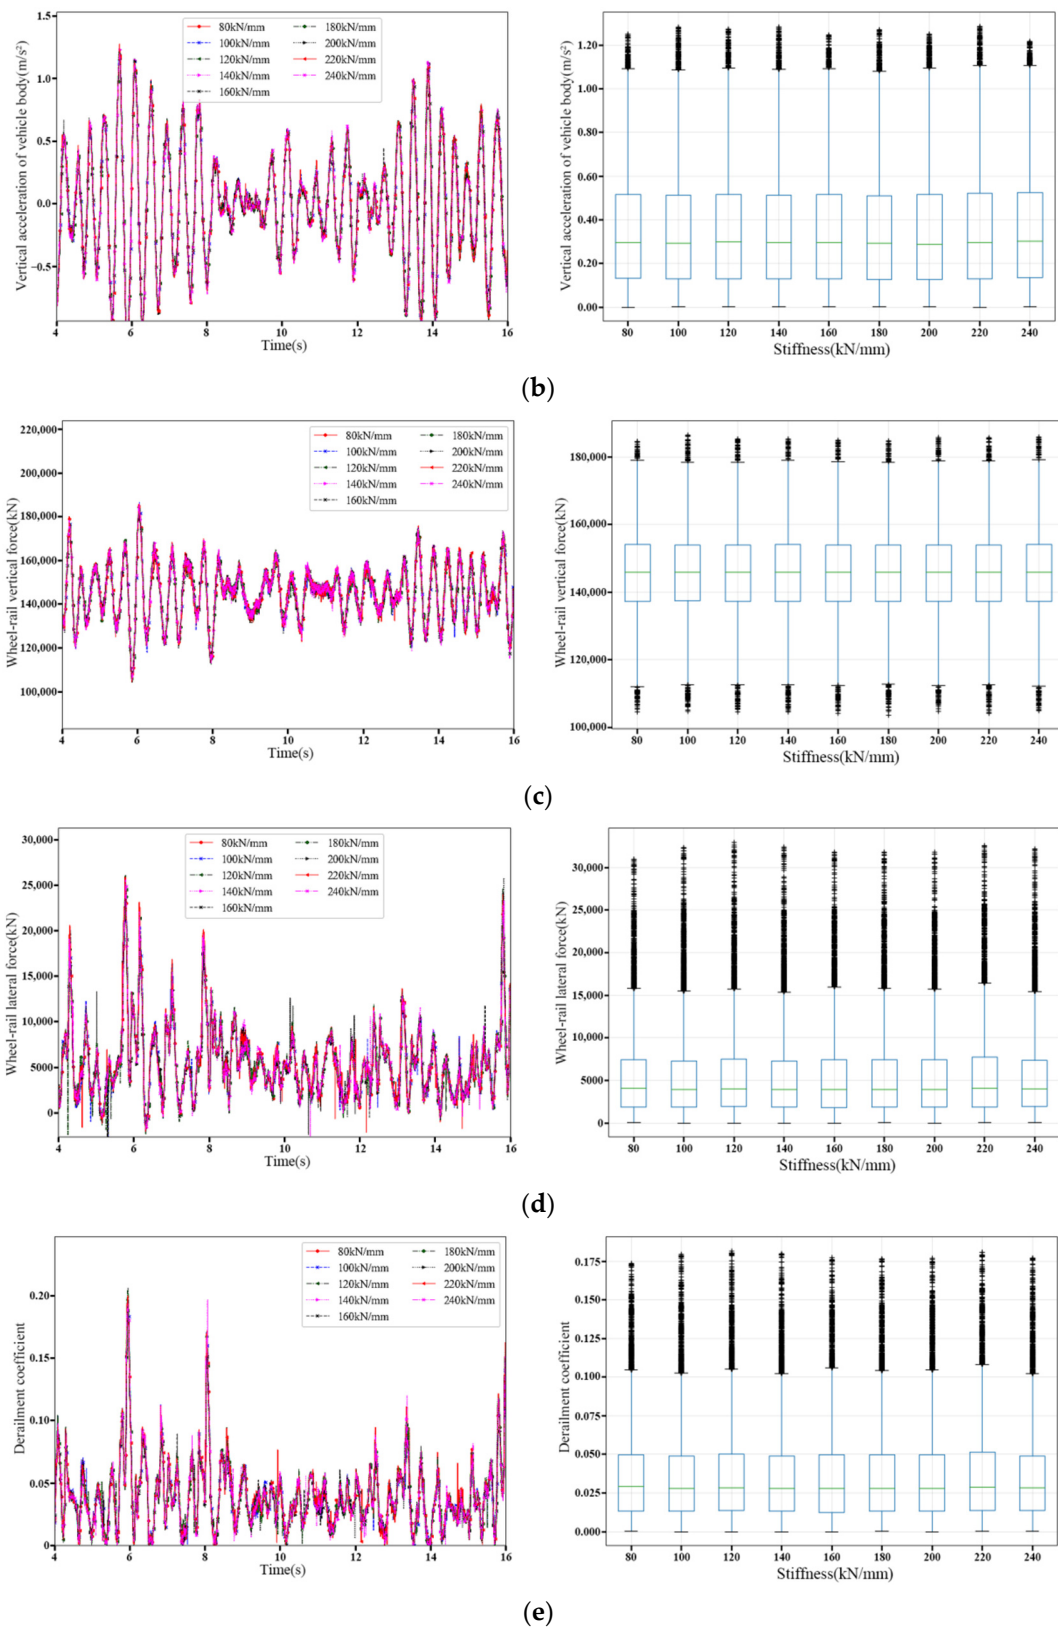 Vertical acceleration of vehicle body(m/s²)
1.5
1.0
0.5
0.0
-0.5
80kN/mm 180kN/mm
100kN/mm 200kN/mm
120kN/mm 220kN/mm
140kN/mm 240kN/mm
160kN/mm
4 6 8 10 12 14 16
Time(s)
Vertical acceleration of vehicle body(m/s²)
1.20
1.00
0.80
0.60
0.40
0.20
0.00
80 100 120 140 160 180 200 220 240
Stiffness(kN/mm)
(b)
Wheel-rail vertical force(kN)
220,000
200,000
180,000
160,000
140,000
120,000
100,000
80kN/mm 180kN/mm
100kN/mm 200kN/mm
120kN/mm 220kN/mm
140kN/mm 240kN/mm
160kN/mm
4 6 8 10 12 14 16
Time(s)
Wheel-rail vertical force(kN)
180,000
160,000
140,000
120,000
100,000
80 100 120 140 160 180 200 220 240
Stiffness(kN/mm)
(c)
Wheel-rail lateral force(kN)
30,000
25,000
20,000
15,000
10,000
5000
0
80kN/mm 180kN/mm
100kN/mm 200kN/mm
120kN/mm 220kN/mm
140kN/mm 240kN/mm
160kN/mm
4 6 8 10 12 14 16
Time(s)
Wheel-rail lateral force(kN)
30,000
25,000
20,000
15,000
10,000
5000
0
80 100 120 140 160 180 200 220 240
Stiffness(kN/mm)
(d)
Derailment coefficient
0.20
0.15
0.10
0.05
0
80kN/mm 180kN/mm
100kN/mm 200kN/mm
120kN/mm 220kN/mm
140kN/mm 240kN/mm
160kN/mm
4 6 8 10 12 14 16
Time(s)
Derailment coefficient
0.175
0.150
0.125
0.100
0.075
0.050
0.025
0.000
80 100 120 140 160 180 200 220 240
Stiffness(kN/mm)
(e)